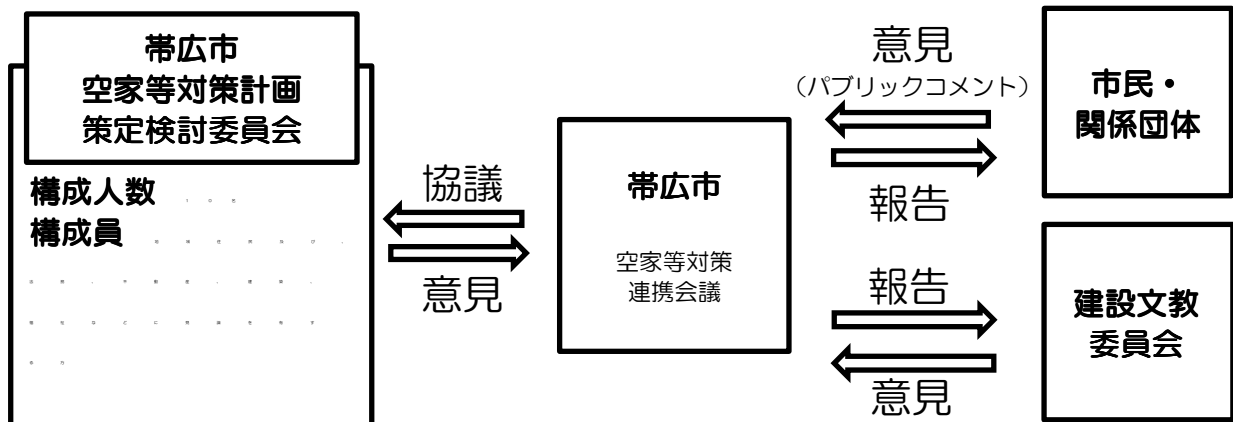 帯広市
空家等対策計画
策定検討委員会
構成人数
構成員
協議
意見
帯広市
空家等対策
連携会議
意見
(パブリックコメント)
報告
市民・
関係団体
報告
意見
建設文教
委員会